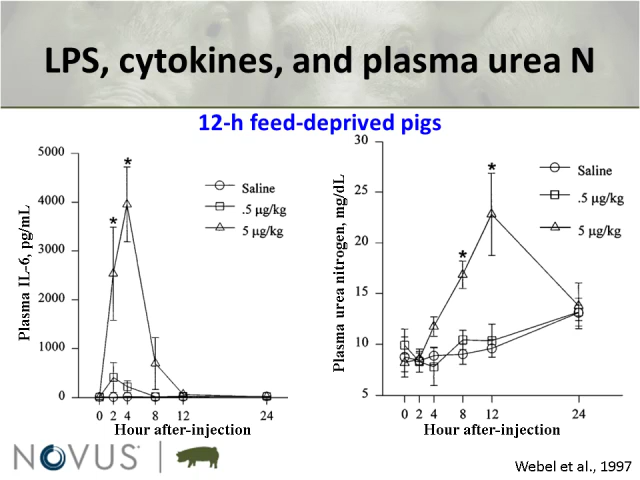 LPS, cytokines, and plasma urea N
12-h feed-deprived pigs
Plasma IL-6, pg/mL
5000
4000
3000
2000
1000
0
*
*
Saline
.5 µg/kg
5 µg/kg
0 2 4 8 12 24
Hour after-injection
Plasma urea nitrogen, mg/dL
30
25
20
15
10
5
*
*
Saline
.5 µg/kg
5 µg/kg
0 2 4 8 12 24
Hour after-injection
NOVUS®
Webel et al., 1997